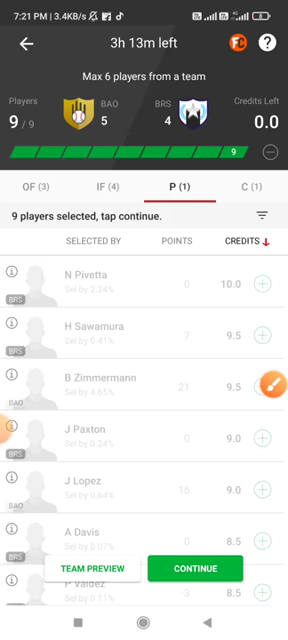 7:21 PM | 3.4KB/s
3h 13m left
FC
?
Max 6 players from a team
Players
9 / 9
BAO
5
BRS
4
Credits Left
0.0
9
OF (3)
IF (4)
P (1)
C (1)
9 players selected, tap continue.
SELECTED BY
POINTS
CREDITS
N Pivetta
Sel by 2.24%
0
10.0
BRS
H Sawamura
Sel by 0.41%
7
9.5
BRS
B Zimmermann
Sel by 4.65%
21
9.5
BAO
J Paxton
Sel by 0.24%
0
9.0
BRS
J Lopez
Sel by 0.64%
16
9.0
BAO
A Davis
Sel by 0.07%
0
8.5
BRS
TEAM PREVIEW
CONTINUE
P Valdez
Sel by 0.11%
-3
8.5
BRS